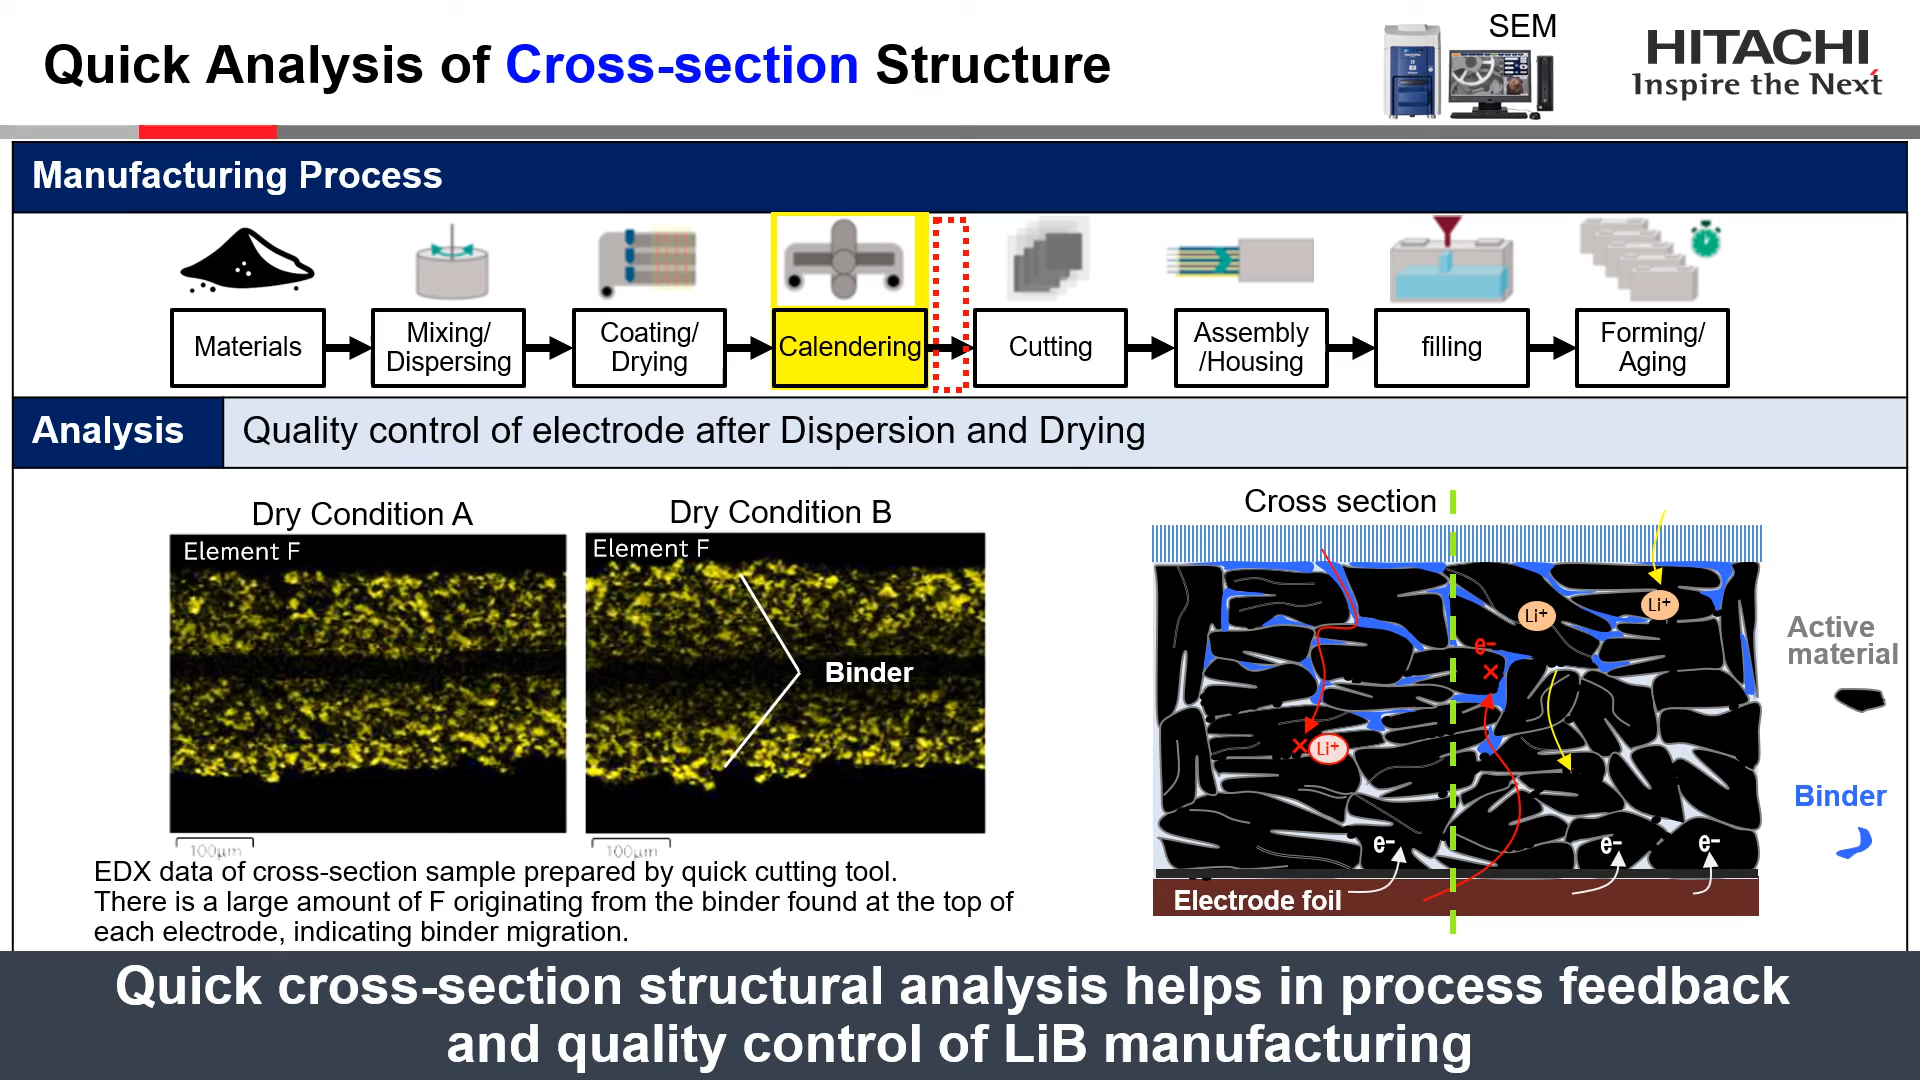 Quick Analysis of Cross-section Structure
SEM
HITACHI
Inspire the Next
Manufacturing Process
Materials
Mixing/
Dispersing
Coating/
Drying
Calendering
Cutting
Assembly
/Housing
filling
Forming/
Aging
Analysis
Quality control of electrode after Dispersion and Drying
Dry Condition A
Element F
100μm
Dry Condition B
Element F
Binder
100μm
EDX data of cross-section sample prepared by quick cutting tool.
There is a large amount of F originating from the binder found at the top of
each electrode, indicating binder migration.
Cross section
Li⁺
Li⁺
e⁻
Li⁺
e⁻
e⁻
e⁻
Electrode foil
Active
material
Binder
Quick cross-section structural analysis helps in process feedback
and quality control of LiB manufacturing